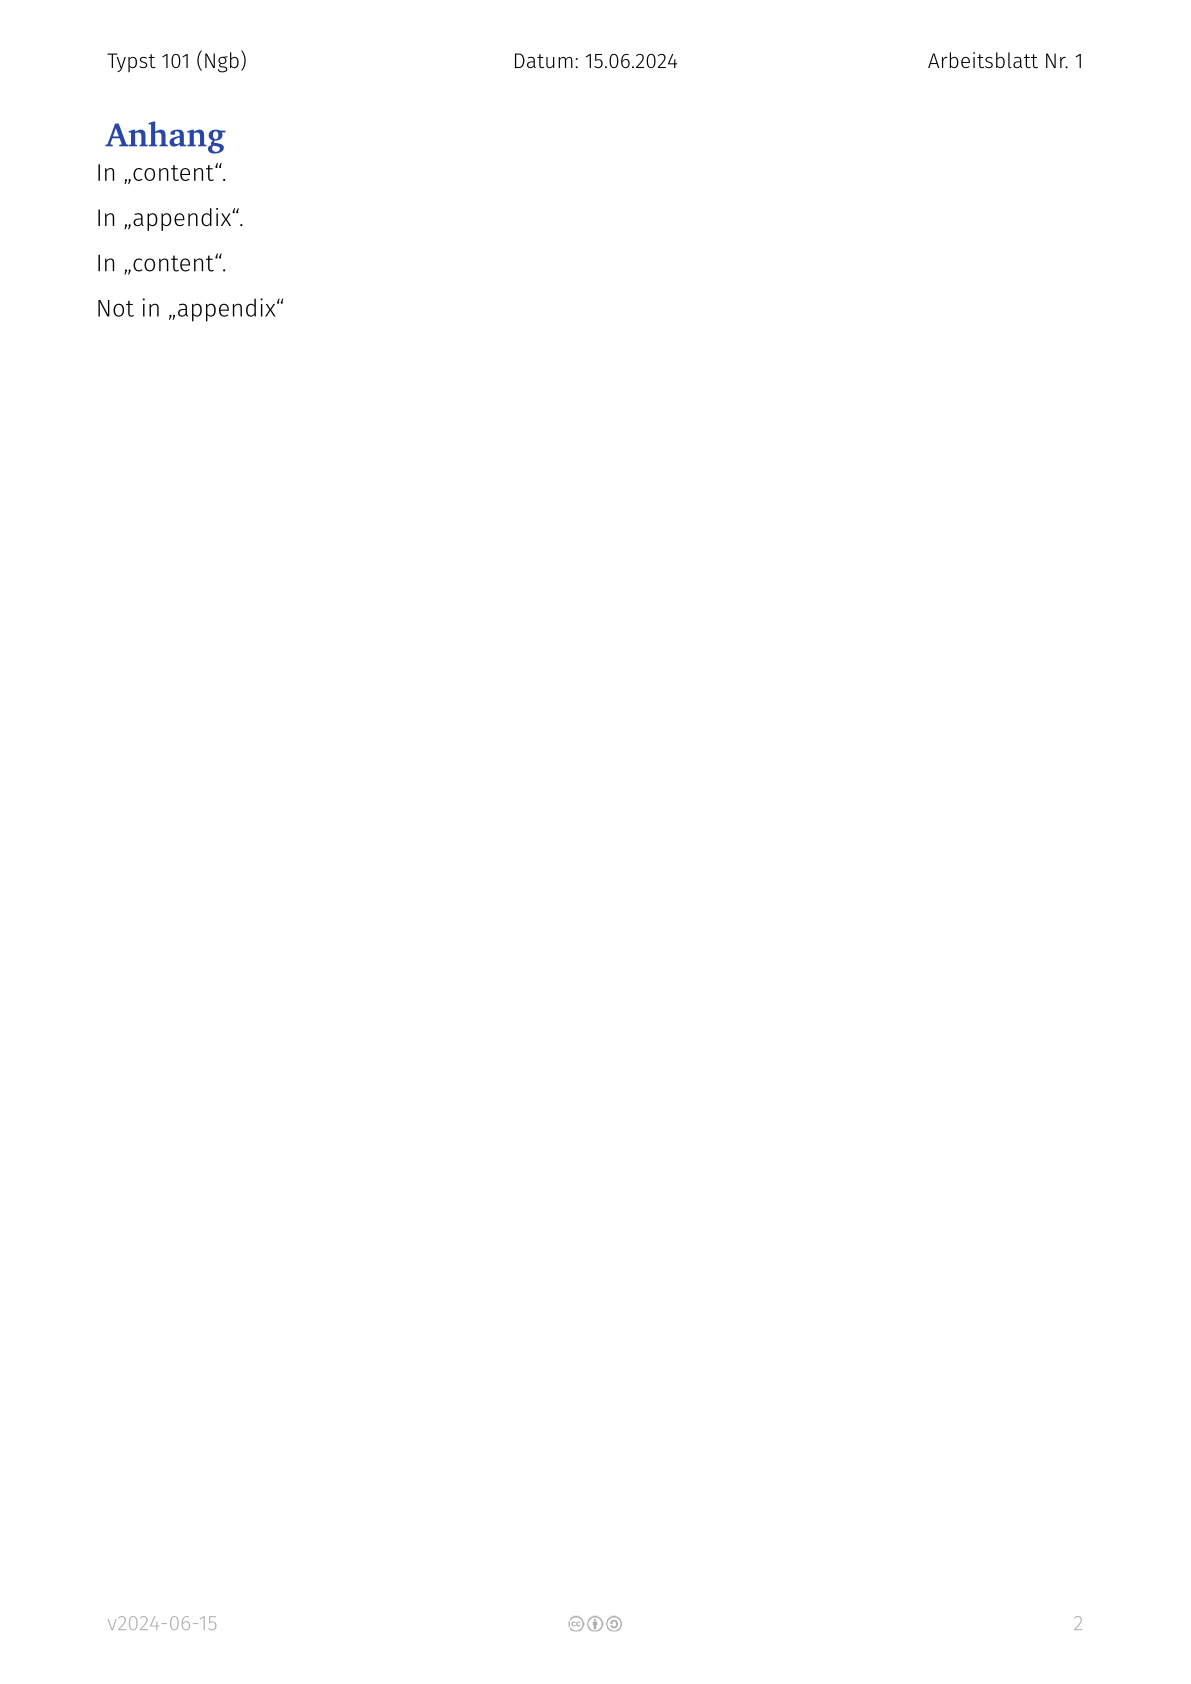 Typst 101 (Ngb) Datum: 15.06.2024 Arbeitsblatt Nr. 1
Anhang
In „content“.
In „appendix“.
In „content“.
Not in „appendix“
v2024-06-15 2